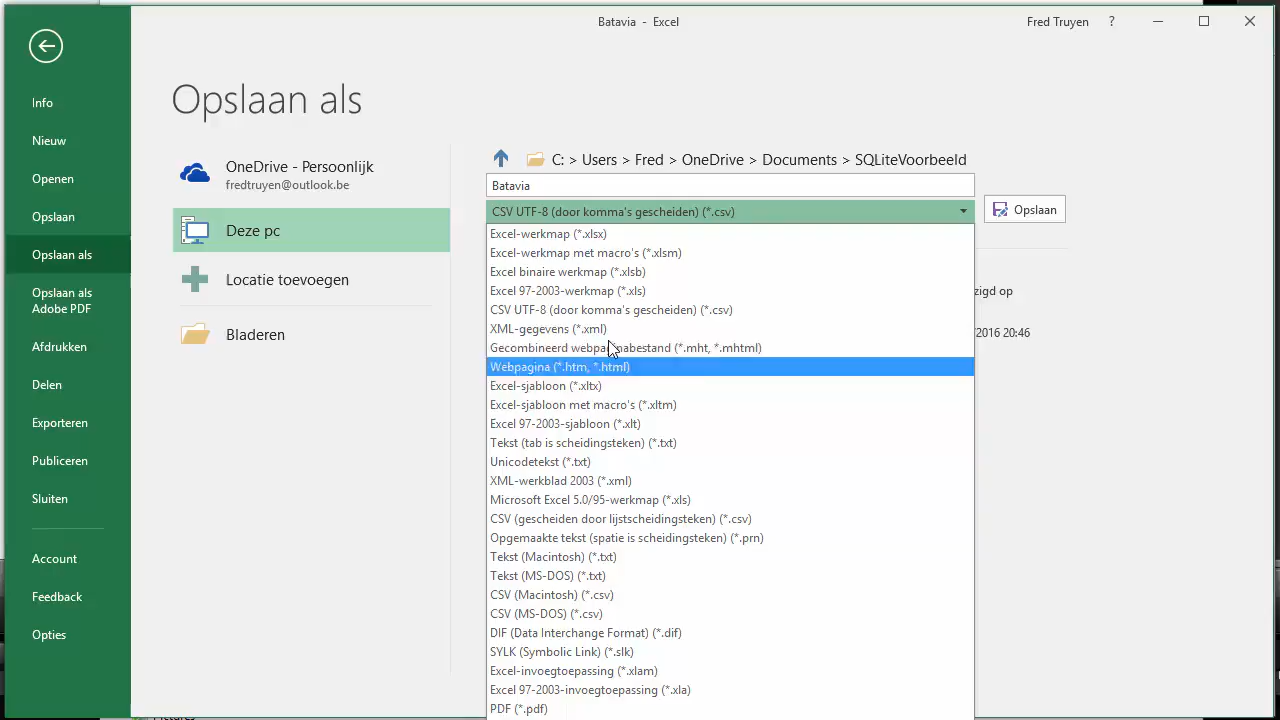 Batavia - Excel
Fred Truyen
?
Info
Nieuw
Openen
Opslaan
Opslaan als
Opslaan als
Adobe PDF
Afdrukken
Delen
Exporteren
Publiceren
Sluiten
Account
Feedback
Opties
Opslaan als
OneDrive - Persoonlijk
fredtruyen@outlook.be
Deze pc
Locatie toevoegen
Bladeren
C: > Users > Fred > OneDrive > Documents > SQLiteVoorbeeld
Batavia
CSV UTF-8 (door komma's gescheiden) (*.csv)
Opslaan
Excel-werkmap (*.xlsx)
Excel-werkmap met macro's (*.xlsm)
Excel binaire werkmap (*.xlsb)
Excel 97-2003-werkmap (*.xls)
CSV UTF-8 (door komma's gescheiden) (*.csv)
XML-gegevens (*.xml)
Gecombineerd webpaginabestand (*.mht, *.mhtml)
Webpagina (*.htm, *.html)
Excel-sjabloon (*.xltx)
Excel-sjabloon met macro's (*.xltm)
Excel 97-2003-sjabloon (*.xlt)
Tekst (tab is scheidingsteken) (*.txt)
Unicodetekst (*.txt)
XML-werkblad 2003 (*.xml)
Microsoft Excel 5.0/95-werkmap (*.xls)
CSV (gescheiden door lijstscheidingsteken) (*.csv)
Opgemaakte tekst (spatie is scheidingsteken) (*.prn)
Tekst (Macintosh) (*.txt)
Tekst (MS-DOS) (*.txt)
CSV (Macintosh) (*.csv)
CSV (MS-DOS) (*.csv)
DIF (Data Interchange Format) (*.dif)
SYLK (Symbolic Link) (*.slk)
Excel-invoegtoepassing (*.xlam)
Excel 97-2003-invoegtoepassing (*.xla)
PDF (*.pdf)
zigd op
2016 20:46
Pictures